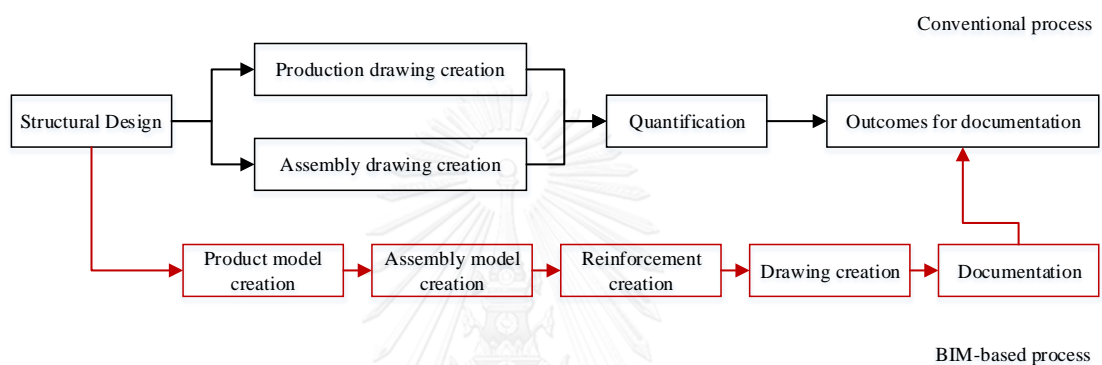 Conventional process
Production drawing creation
Structural Design
Quantification
Outcomes for documentation
Assembly drawing creation
Product model
creation
Assembly model
creation
Reinforcement
creation
Drawing creation
Documentation
BIM-based process